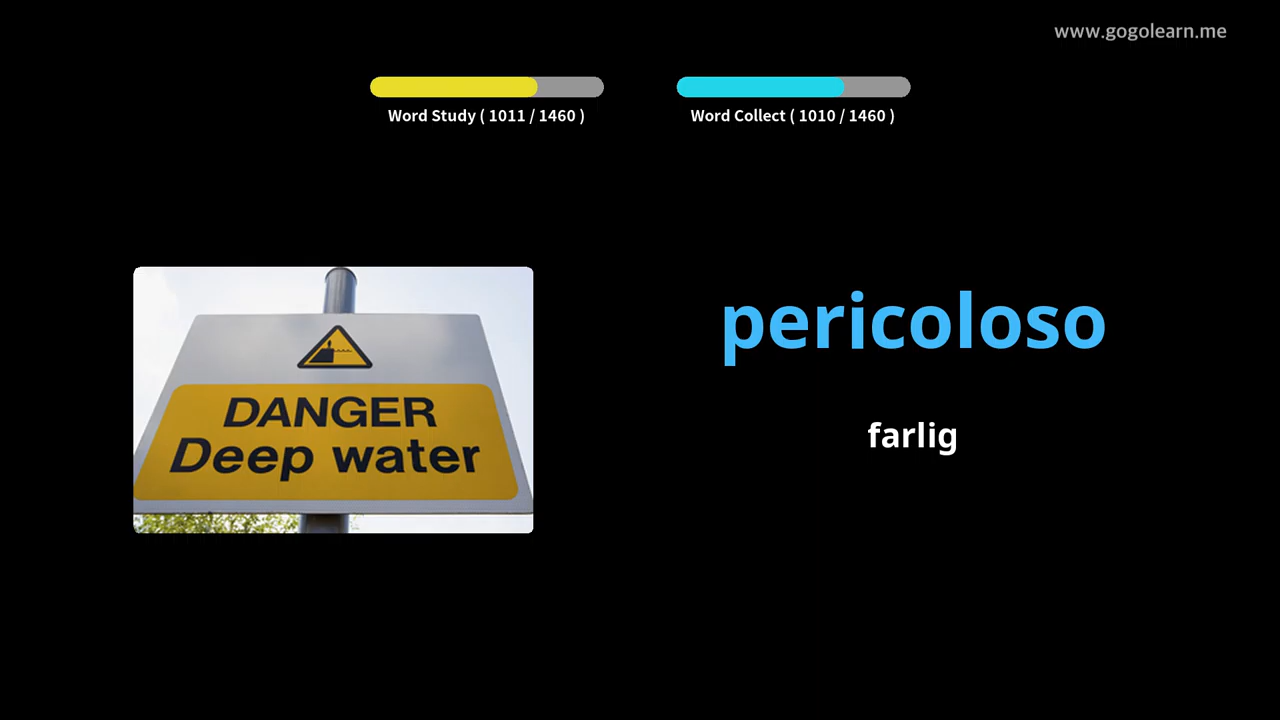 www.gogolearn.me
Word Study ( 1011 / 1460 )
Word Collect ( 1010 / 1460 )
DANGER
Deep water
pericoloso
farlig